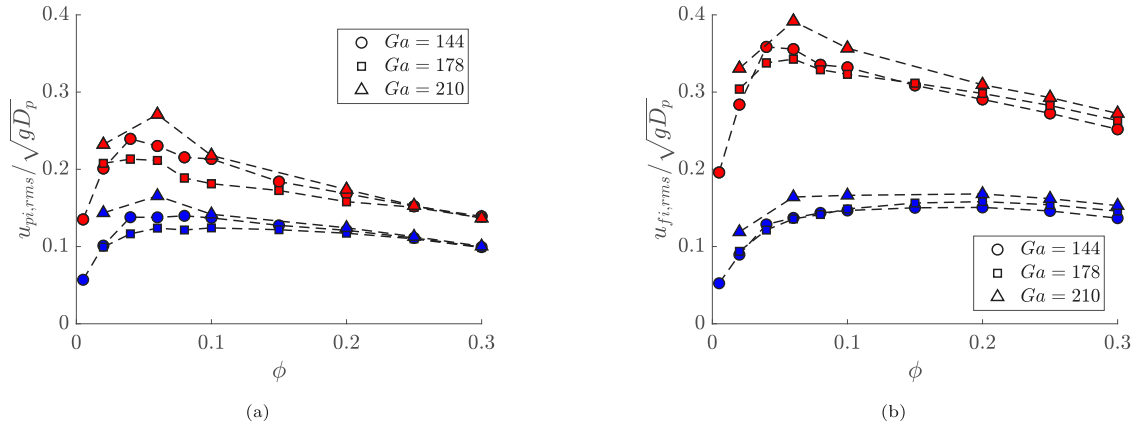 0.4
0.3
0.2
0.1
0
0
0.1
0.2
0.3
u_{pi,rms}/\sqrt{gD_p}
ϕ
Ga = 144
Ga = 178
Ga = 210
(a)
0.4
0.3
0.2
0.1
0
0
0.1
0.2
0.3
u_{fi,rms}/\sqrt{gD_p}
ϕ
Ga = 144
Ga = 178
Ga = 210
(b)